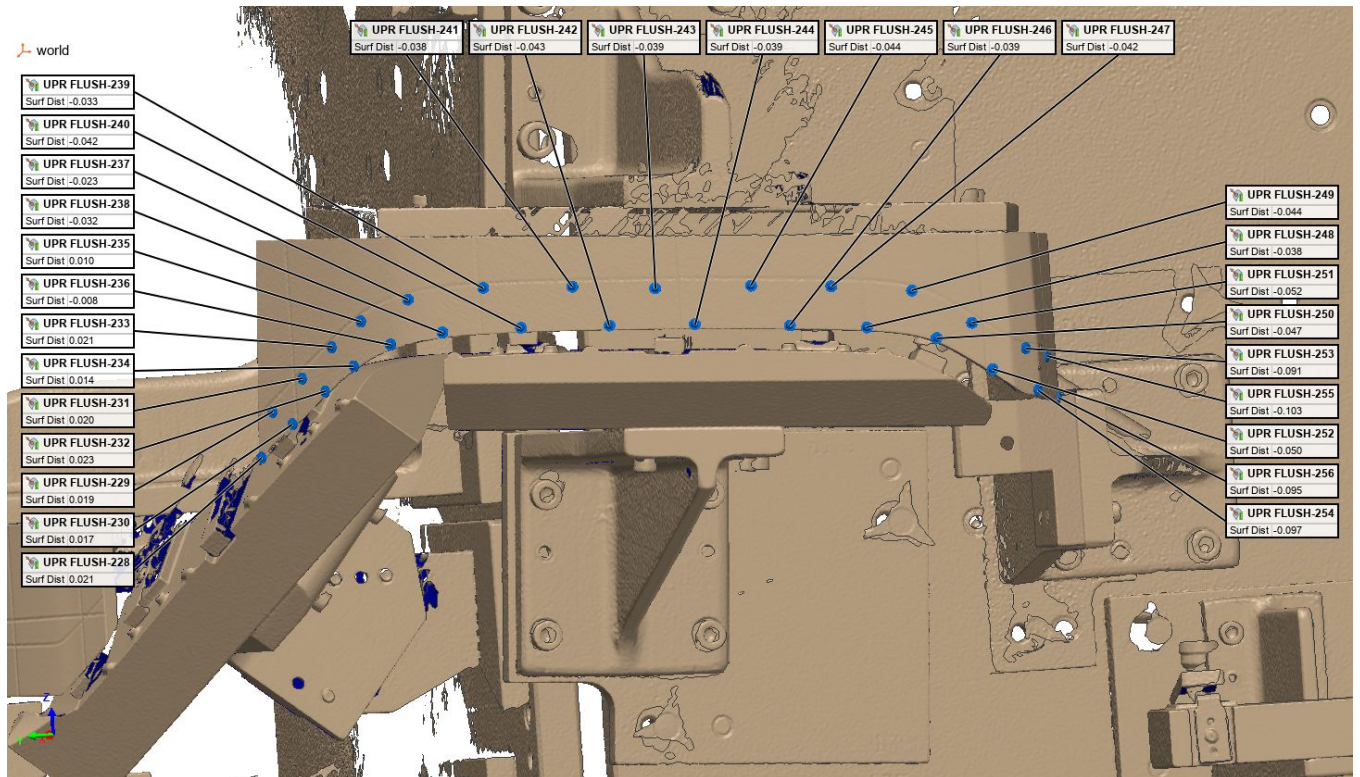 UPR FLUSH-241
Surf Dist -0.038
UPR FLUSH-242
Surf Dist -0.043
UPR FLUSH-243
Surf Dist -0.039
UPR FLUSH-244
Surf Dist -0.039
UPR FLUSH-245
Surf Dist -0.044
UPR FLUSH-246
Surf Dist -0.039
UPR FLUSH-247
Surf Dist -0.042
world
UPR FLUSH-239
Surf Dist -0.033
UPR FLUSH-240
Surf Dist -0.042
UPR FLUSH-237
Surf Dist -0.023
UPR FLUSH-238
Surf Dist -0.032
UPR FLUSH-235
Surf Dist 0.010
UPR FLUSH-236
Surf Dist -0.008
UPR FLUSH-233
Surf Dist 0.021
UPR FLUSH-234
Surf Dist 0.014
UPR FLUSH-231
Surf Dist 0.020
UPR FLUSH-232
Surf Dist 0.023
UPR FLUSH-229
Surf Dist 0.019
UPR FLUSH-230
Surf Dist 0.017
UPR FLUSH-228
Surf Dist 0.021
UPR FLUSH-249
Surf Dist -0.044
UPR FLUSH-248
Surf Dist -0.038
UPR FLUSH-251
Surf Dist -0.052
UPR FLUSH-250
Surf Dist -0.047
UPR FLUSH-253
Surf Dist -0.091
UPR FLUSH-255
Surf Dist -0.103
UPR FLUSH-252
Surf Dist -0.050
UPR FLUSH-256
Surf Dist -0.095
UPR FLUSH-254
Surf Dist -0.097
Z